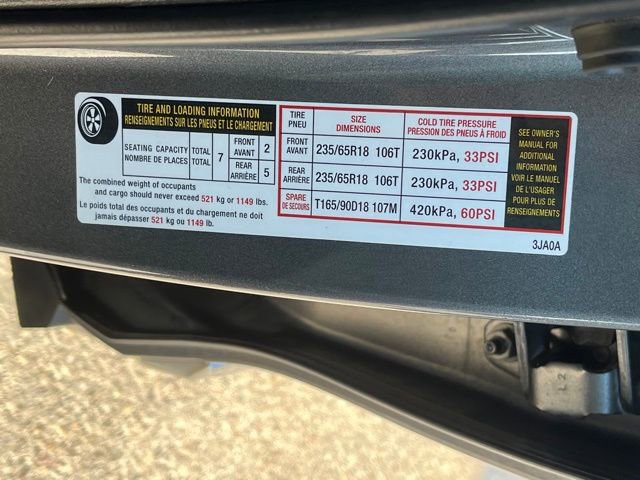 TIRE AND LOADING INFORMATION
RENSEIGNEMENTS SUR LES PNEUS ET LE CHARGEMENT
SEATING CAPACITY
NOMBRE DE PLACES
TOTAL
TOTAL
7
FRONT
AVANT
2
REAR
ARRIÈRE
5
The combined weight of occupants
and cargo should never exceed 521 kg or 1149 lbs.
Le poids total des occupants et du chargement ne doit
jamais dépasser 521 kg ou 1149 lb.
TIRE
PNEU
SIZE
DIMENSIONS
COLD TIRE PRESSURE
PRESSION DES PNEUS À FROID
FRONT
AVANT
235/65R18 106T
230kPa, 33PSI
REAR
ARRIÈRE
235/65R18 106T
230kPa, 33PSI
SPARE
DE SECOURS
T165/90D18 107M
420kPa, 60PSI
SEE OWNER'S
MANUAL FOR
ADDITIONAL
INFORMATION
VOIR LE MANUEL
DE L'USAGER
POUR PLUS DE
RENSEIGNEMENTS
3JA0A
L2